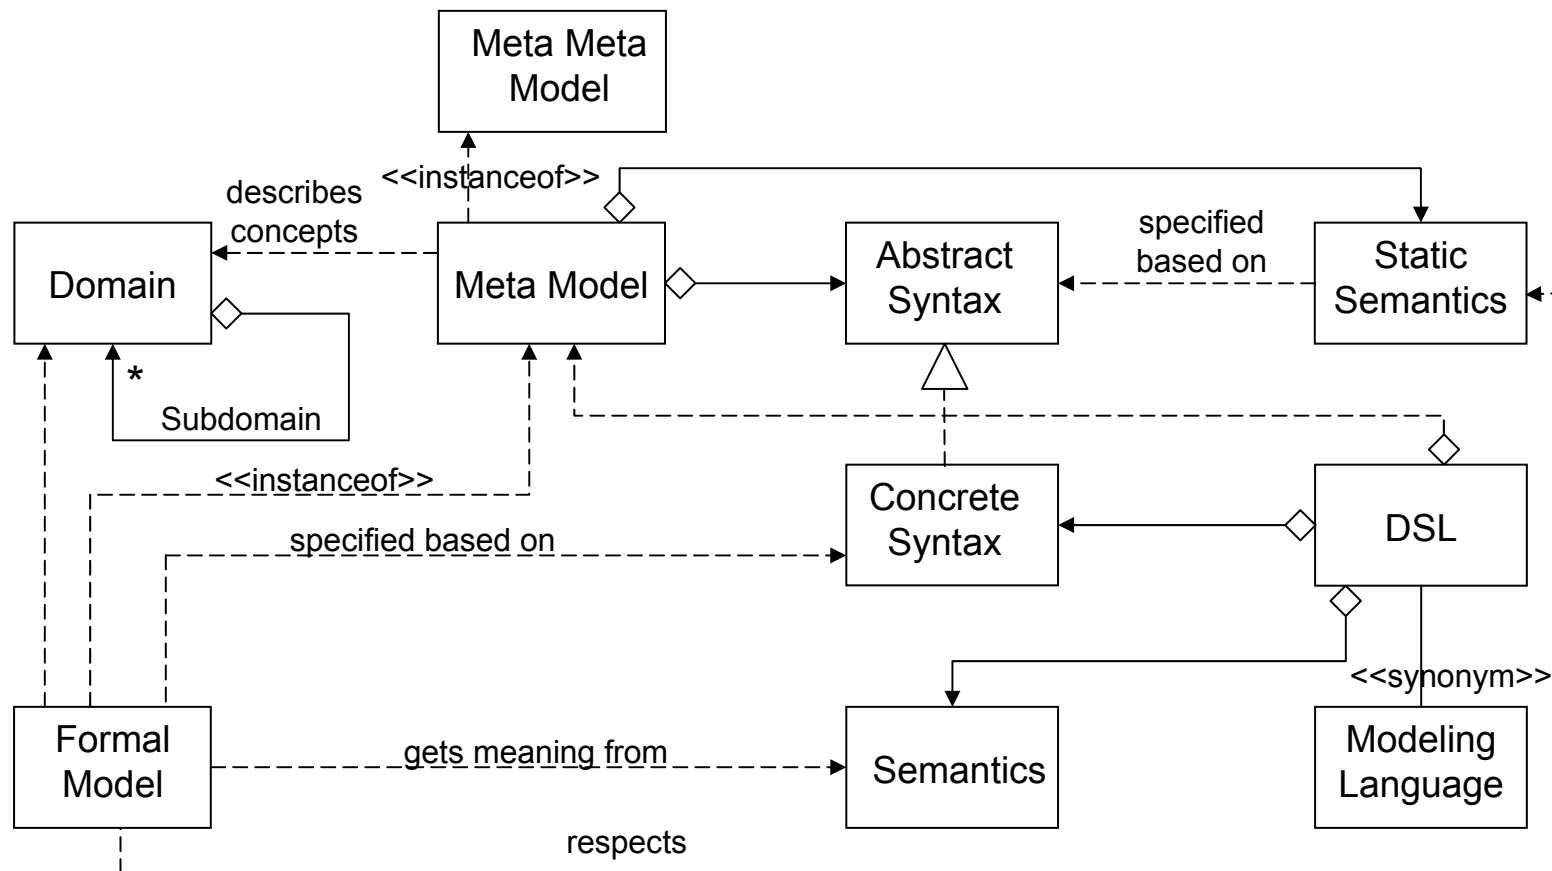 Meta Meta
Model
<<instanceof>>
describes
concepts
Domain
Meta Model
Abstract
Syntax
specified
based on
Static
Semantics
*
Subdomain
<<instanceof>>
specified based on
Concrete
Syntax
DSL
<<synonym>>
Formal
Model
gets meaning from
Semantics
Modeling
Language
respects